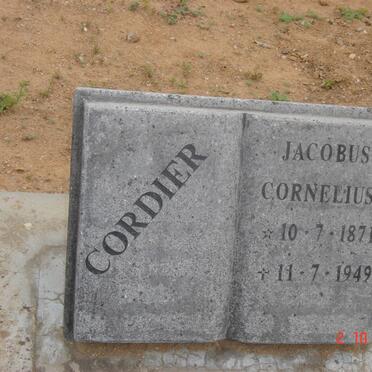 CORDIER
JACOBUS
CORNELIUS
☆ 10·7·1871
✝ 11·7·1949
2 10